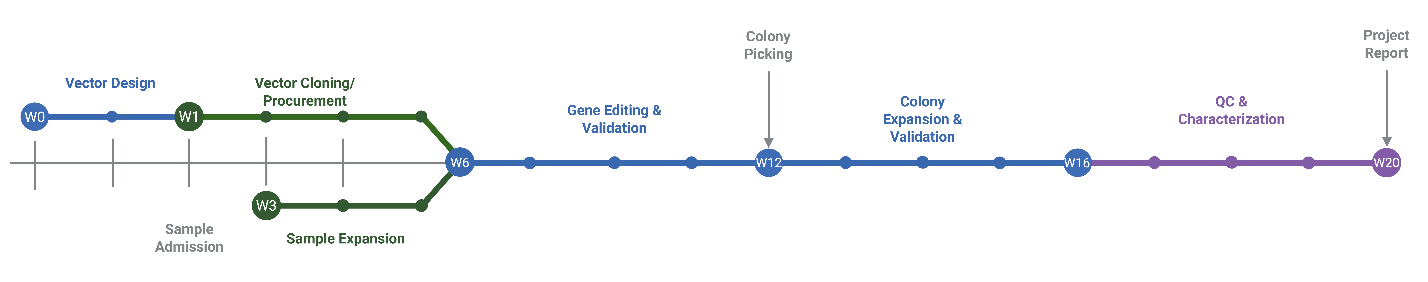 Colony
Picking
Project
Report
Vector Design
Vector Cloning/
Procurement
Gene Editing &
Validation
Colony
Expansion &
Validation
QC &
Characterization
W0
W1
W6
W12
W16
W20
W3
Sample
Admission
Sample Expansion